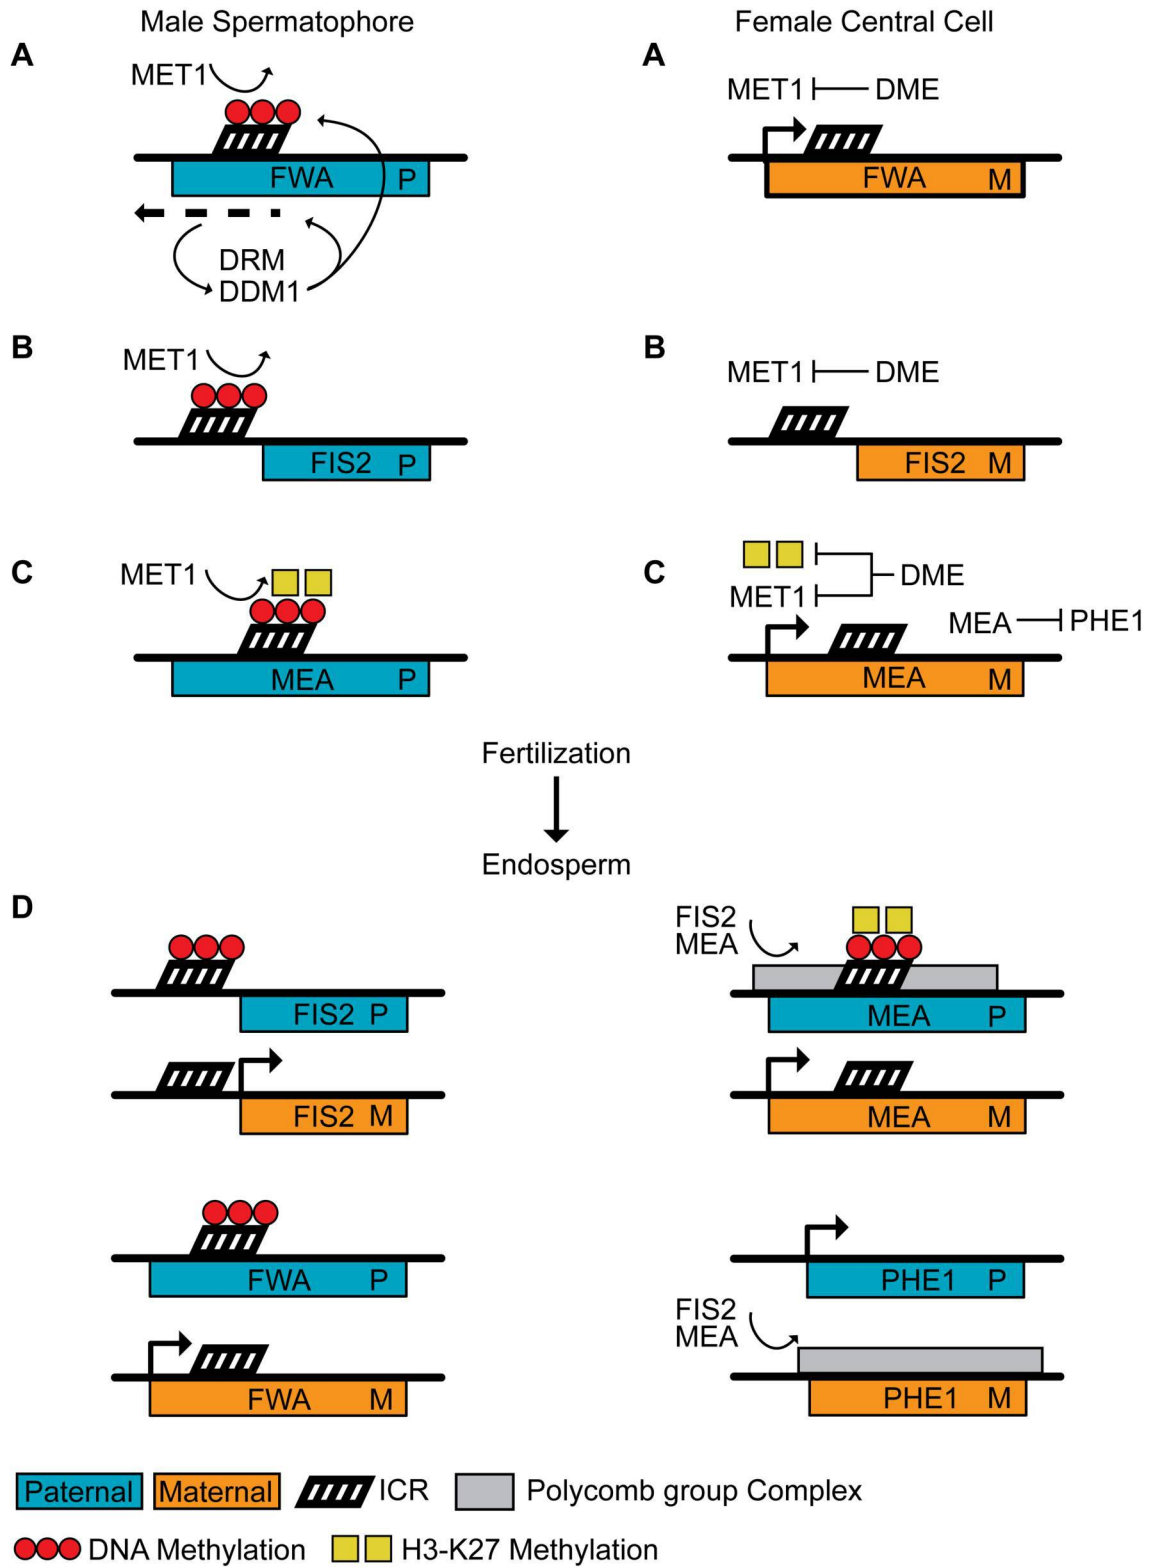 Male Spermatophore
Female Central Cell
A
MET1
FWA P
DRM
DDM1
A
MET1 DME
FWA M
B
MET1
FIS2 P
B
MET1 DME
FIS2 M
C
MET1
MEA P
C
DME
MET1
MEA PHE1
MEA M
Fertilization
Endosperm
D
FIS2 P
FIS2 M
FWA P
FWA M
FIS2
MEA
MEA P
MEA M
PHE1 P
FIS2
MEA
PHE1 M
Paternal Maternal ICR Polycomb group Complex
DNA Methylation H3-K27 Methylation